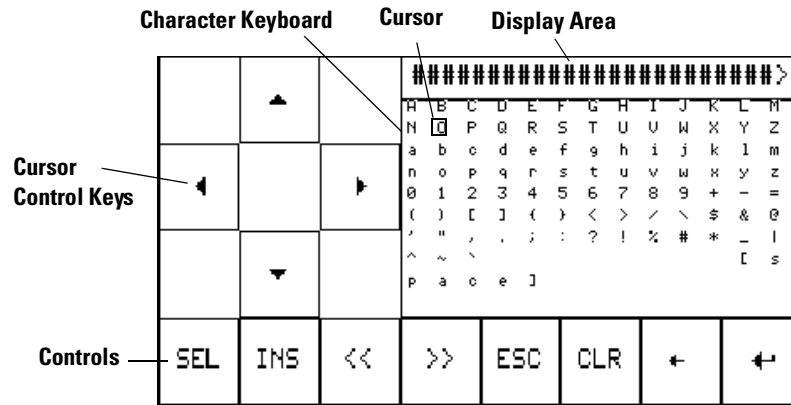 Character Keyboard Cursor Display Area
########################>
A B C D E F G H I J K L M
N O P Q R S T U V W X Y Z
a b c d e f g h i j k l m
n o p q r s t u v w x y z
Cursor
Control Keys
0 1 2 3 4 5 6 7 8 9 + - =
( ) [ ] { } < > / \ $ & @
' " , . ; : ? ! % # * _ |
^ ~ ` [ s
p a c e ]
Controls
SEL INS << >> ESC CLR ← ↵